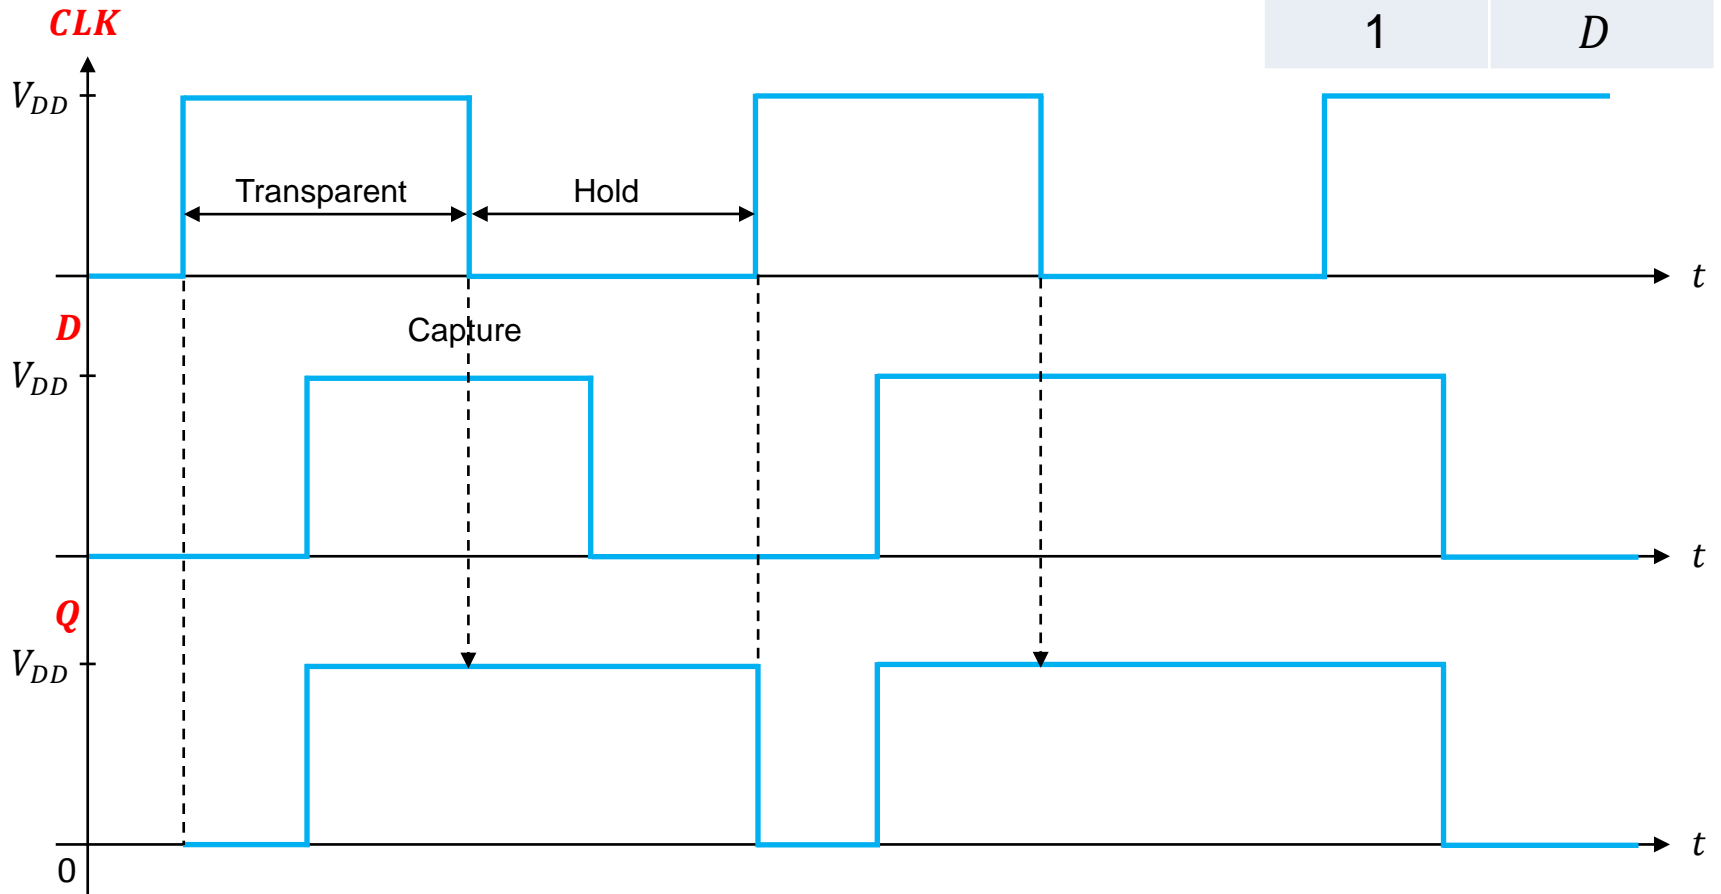 CLK
1 D
V_DD
Transparent Hold
t
D
Capture
V_DD
t
Q
V_DD
t
0